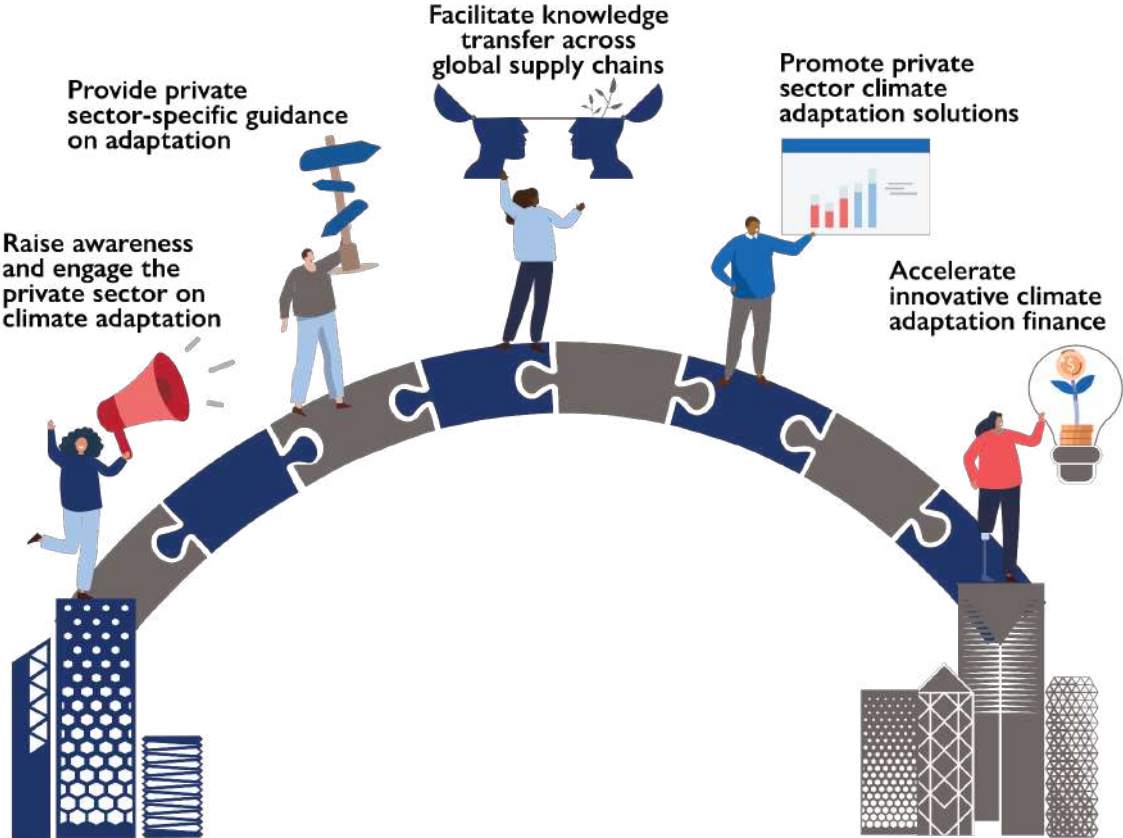 Facilitate knowledge
transfer across
global supply chains
Provide private
sector-specific guidance
on adaptation
Promote private
sector climate
adaptation solutions
Raise awareness
and engage the
private sector on
climate adaptation
Accelerate
innovative climate
adaptation finance
$